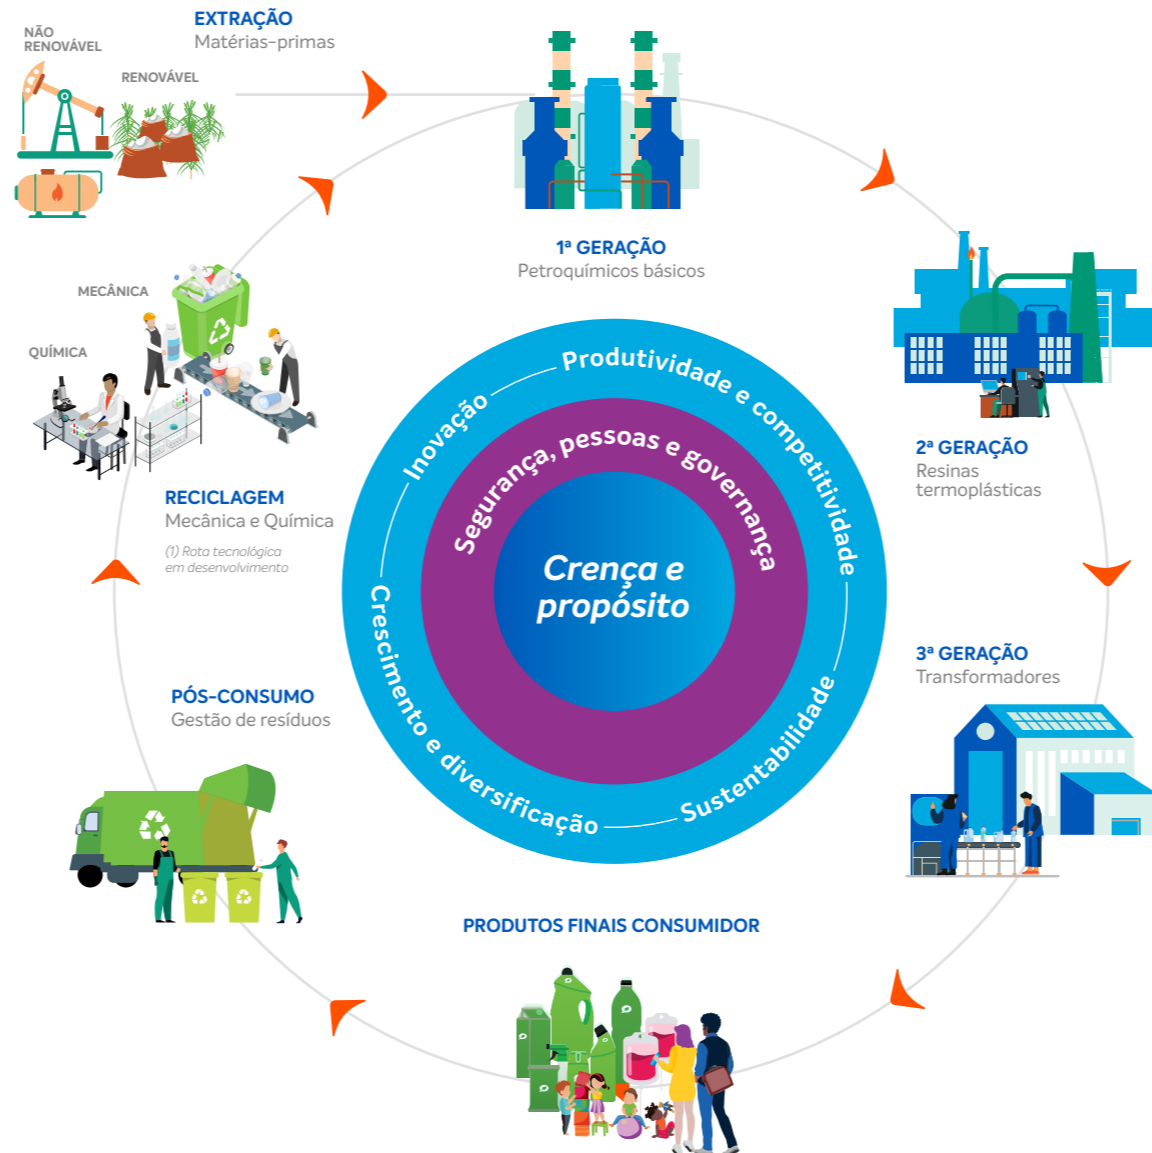 EXTRAÇÃO
Matérias-primas
NÃO
RENOVÁVEL
RENOVÁVEL
1ª GERAÇÃO
Petroquímicos básicos
2ª GERAÇÃO
Resinas
termoplásticas
3ª GERAÇÃO
Transformadores
PRODUTOS FINAIS CONSUMIDOR
PÓS-CONSUMO
Gestão de resíduos
MECÂNICA
QUÍMICA
RECICLAGEM
Mecânica e Química
(1) Rota tecnológica
em desenvolvimento
Inovação
Produtividade e competitividade
Sustentabilidade
Crescimento e diversificação
Segurança, pessoas e governança
Crença e
propósito